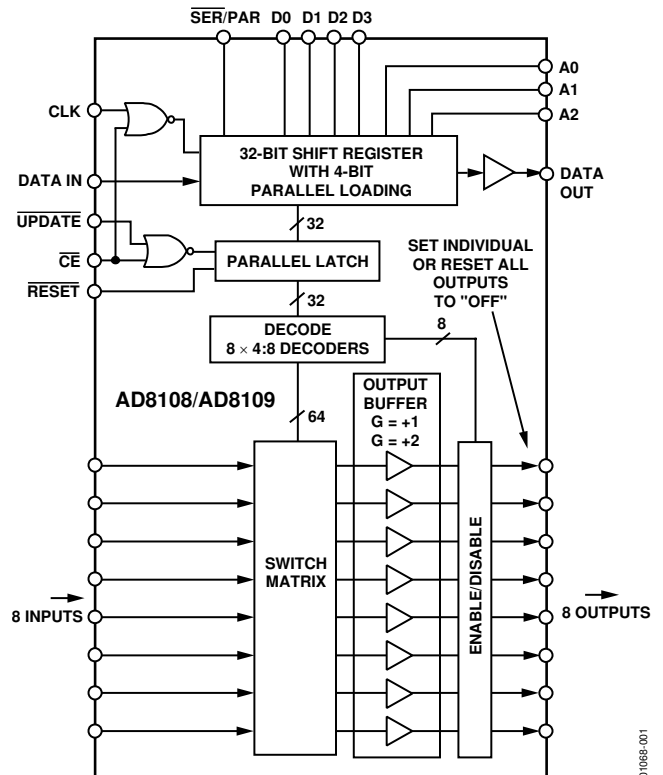 SER/PAR D0 D1 D2 D3
A0
A1
A2
CLK
32-BIT SHIFT REGISTER
WITH 4-BIT
PARALLEL LOADING
DATA IN
DATA
OUT
UPDATE
32
CE
PARALLEL LATCH
SET INDIVIDUAL
OR RESET ALL
OUTPUTS
TO "OFF"
RESET
32
DECODE
8 × 4:8 DECODERS
8
AD8108/AD8109
OUTPUT
BUFFER
G = +1
G = +2
64
SWITCH
MATRIX
ENABLE/DISABLE
8 INPUTS
8 OUTPUTS
01068-001